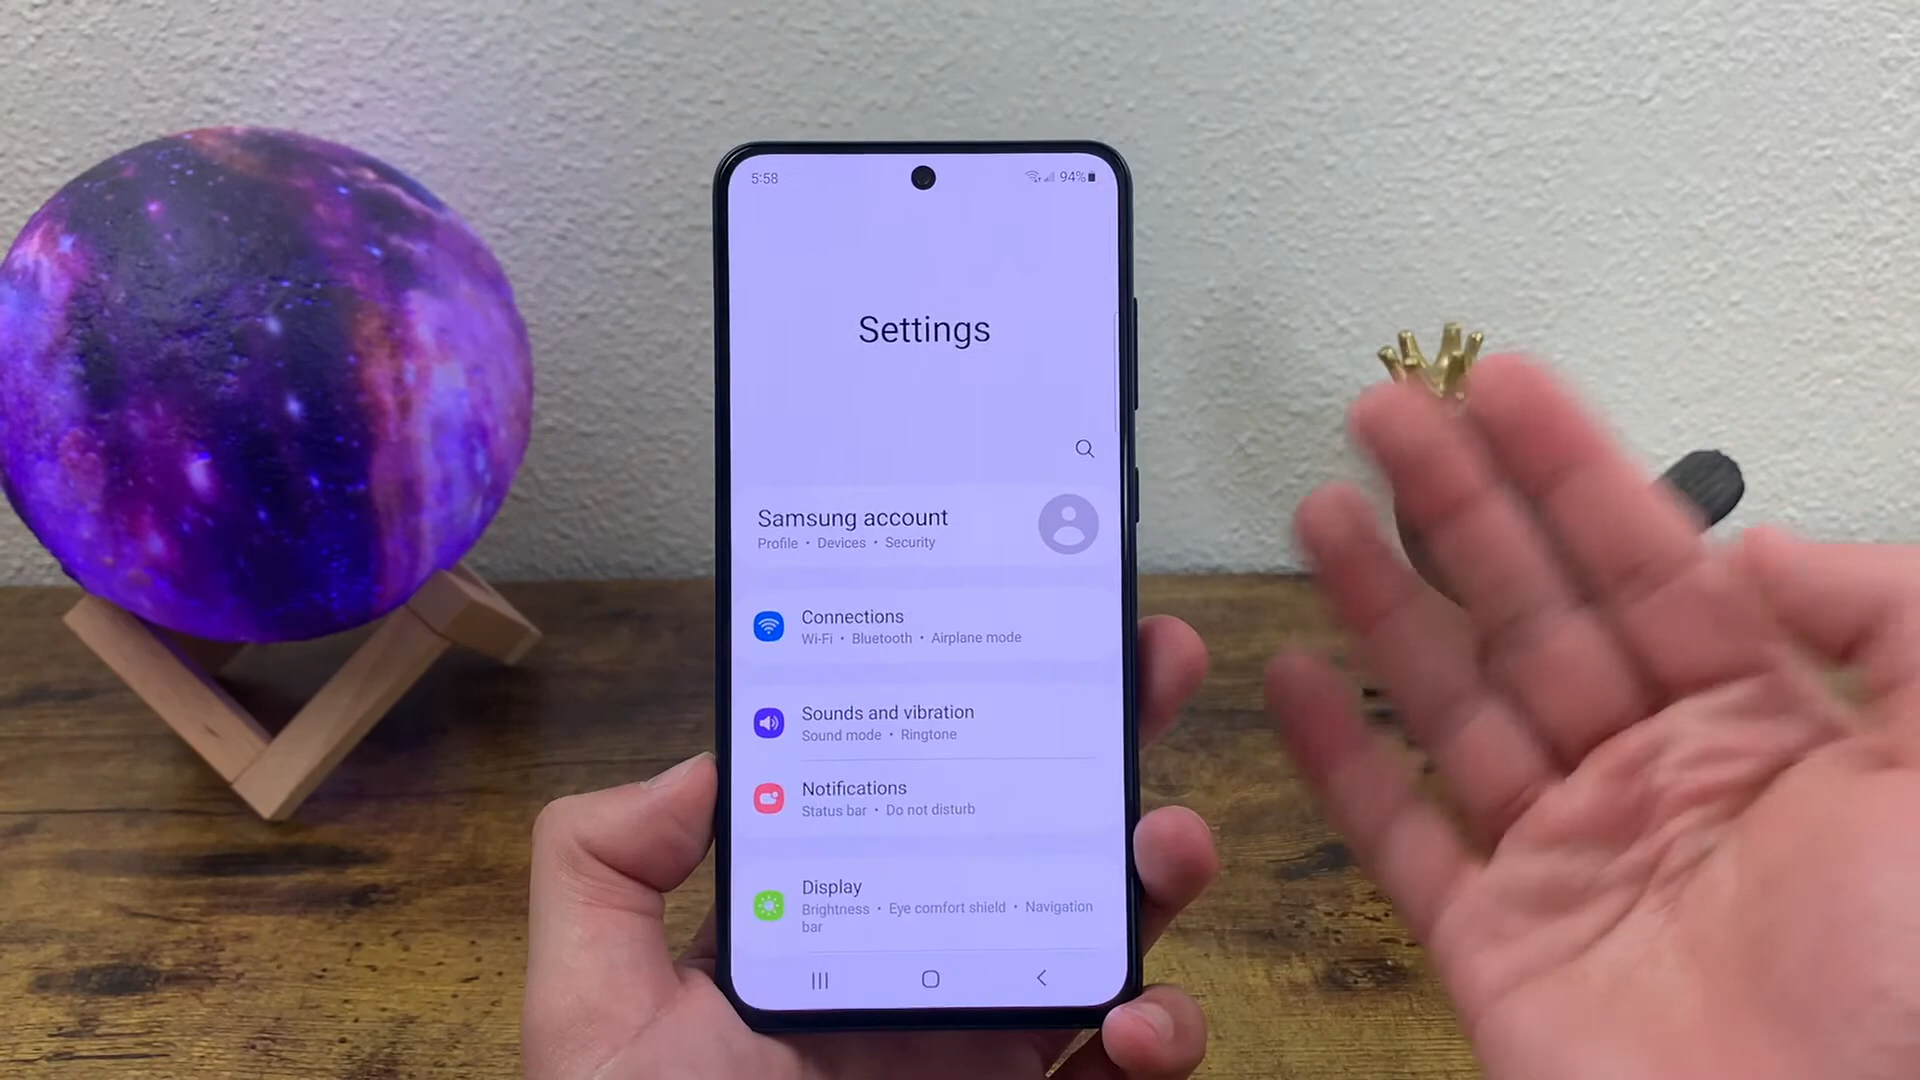 5:58
94%
Settings
Samsung account
Profile • Devices • Security
Connections
Wi-Fi • Bluetooth • Airplane mode
Sounds and vibration
Sound mode • Ringtone
Notifications
Status bar • Do not disturb
Display
Brightness • Eye comfort shield • Navigation
bar